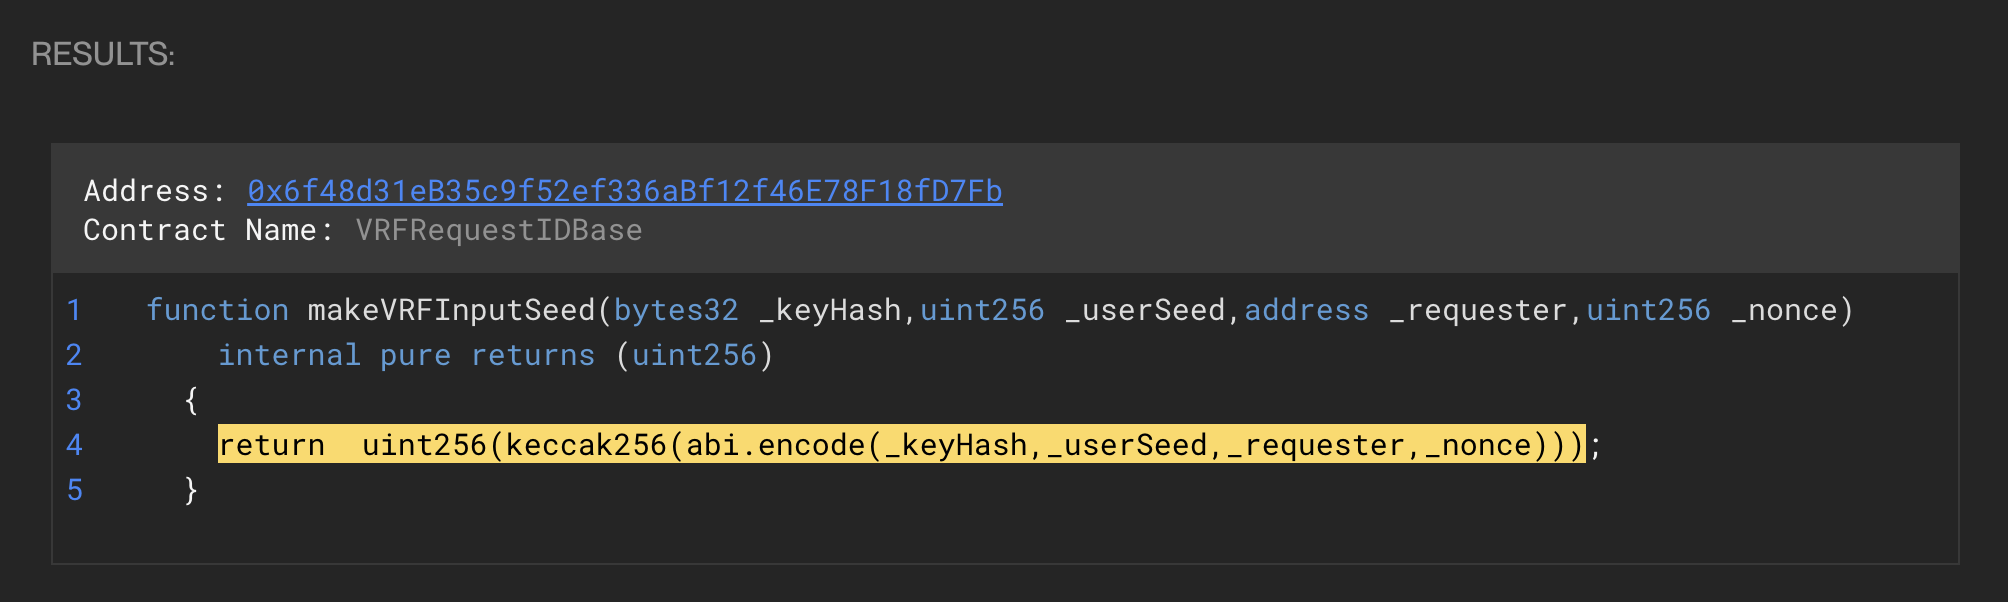 RESULTS:
Address: 0x6f48d31eB35c9f52ef336aBf12f46E78F18fD7Fb
Contract Name: VRFRequestIDBase
1 function makeVRFInputSeed(bytes32 _keyHash,uint256 _userSeed,address _requester,uint256 _nonce)
2 internal pure returns (uint256)
3 {
4 return  uint256(keccak256(abi.encode(_keyHash,_userSeed,_requester,_nonce)));
5 }